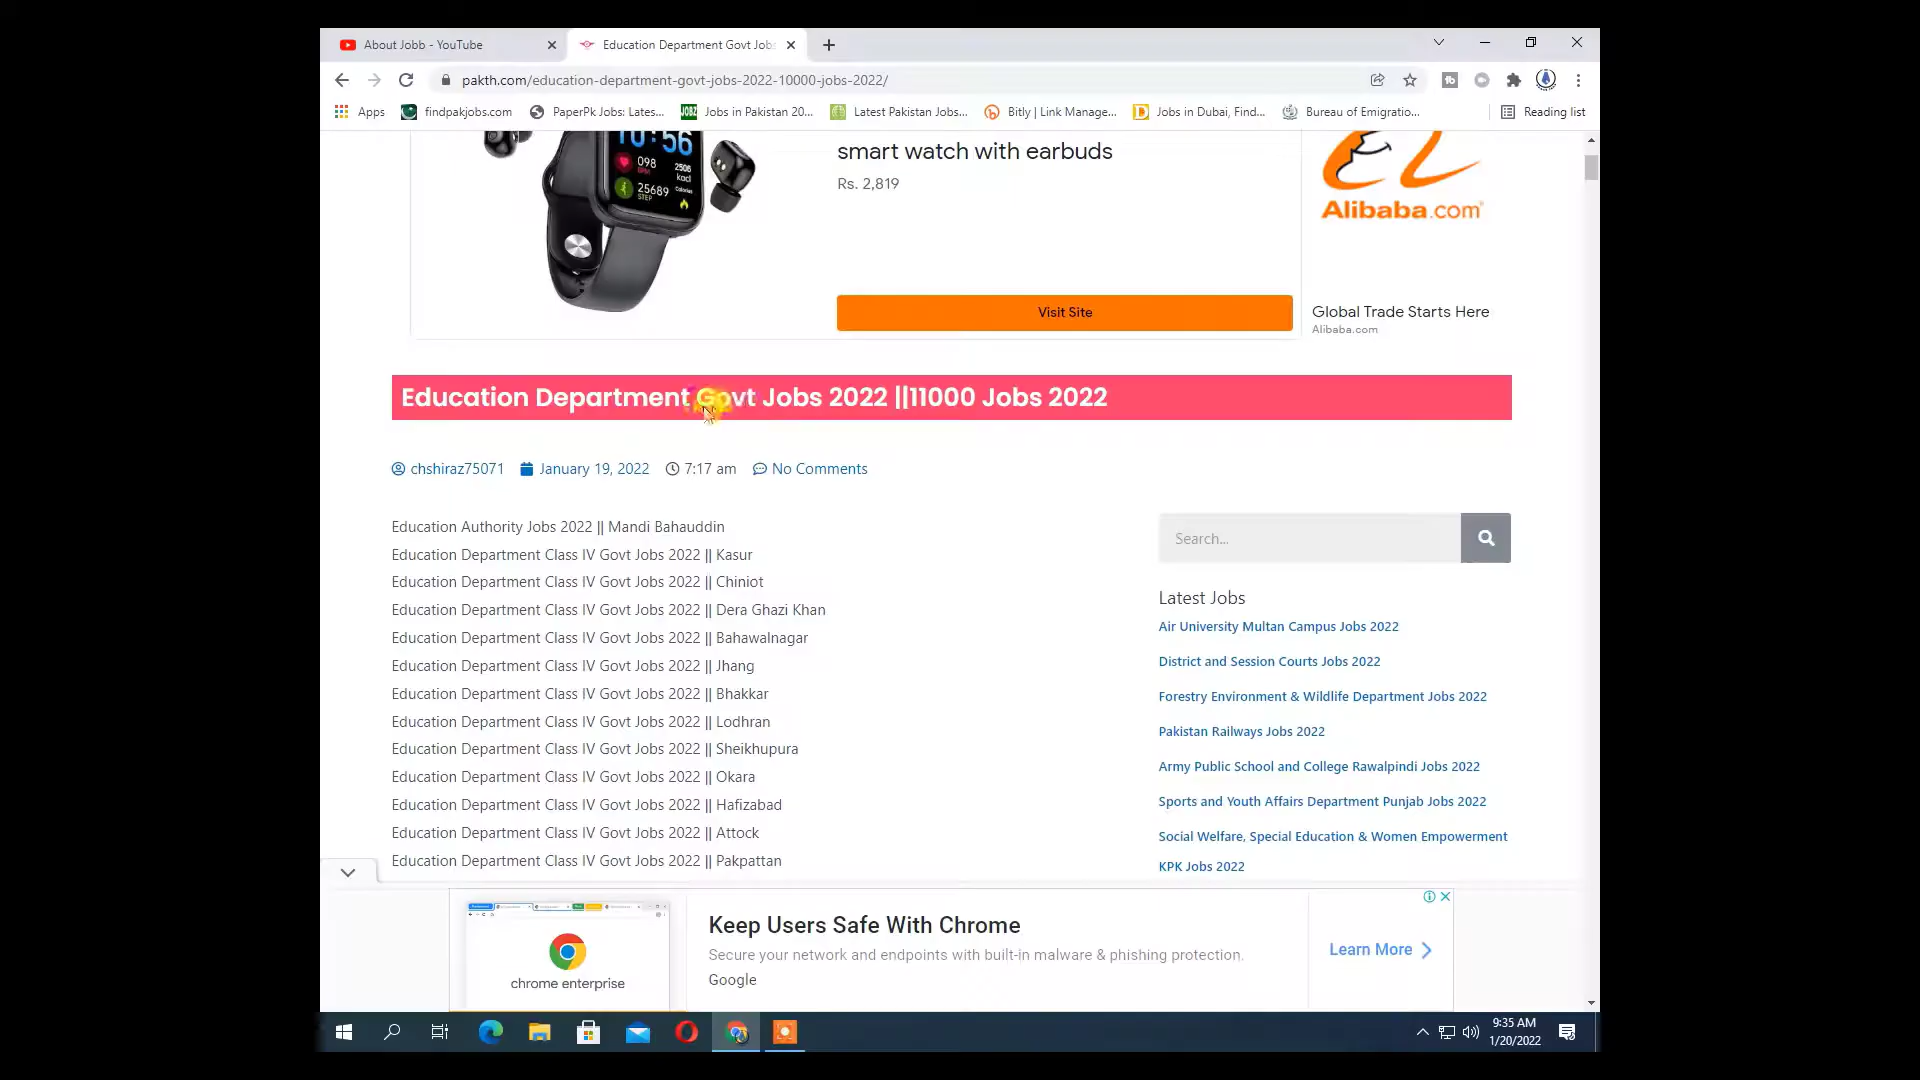 About Jobb - YouTube
Education Department Govt Jobs
pakth.com/education-department-govt-jobs-2022-10000-jobs-2022/
Apps
findpakjobs.com
PaperPk Jobs: Lates...
JOBZ
Jobs in Pakistan 20...
Latest Pakistan Jobs...
Bitly | Link Manage...
Jobs in Dubai, Find...
Bureau of Emigratio...
Reading list
10:56
098
BPM
25689
STEP
2508
kacl
Calories
smart watch with earbuds
Rs. 2,819
Visit Site
Alibaba.com
Global Trade Starts Here
Alibaba.com
Education Department Govt Jobs 2022 ||11000 Jobs 2022
chshiraz75071 January 19, 2022 7:17 am No Comments
Education Authority Jobs 2022 || Mandi Bahauddin
Education Department Class IV Govt Jobs 2022 || Kasur
Education Department Class IV Govt Jobs 2022 || Chiniot
Education Department Class IV Govt Jobs 2022 || Dera Ghazi Khan
Education Department Class IV Govt Jobs 2022 || Bahawalnagar
Education Department Class IV Govt Jobs 2022 || Jhang
Education Department Class IV Govt Jobs 2022 || Bhakkar
Education Department Class IV Govt Jobs 2022 || Lodhran
Education Department Class IV Govt Jobs 2022 || Sheikhupura
Education Department Class IV Govt Jobs 2022 || Okara
Education Department Class IV Govt Jobs 2022 || Hafizabad
Education Department Class IV Govt Jobs 2022 || Attock
Education Department Class IV Govt Jobs 2022 || Pakpattan
Search...
Latest Jobs
Air University Multan Campus Jobs 2022
District and Session Courts Jobs 2022
Forestry Environment & Wildlife Department Jobs 2022
Pakistan Railways Jobs 2022
Army Public School and College Rawalpindi Jobs 2022
Sports and Youth Affairs Department Punjab Jobs 2022
Social Welfare, Special Education & Women Empowerment
KPK Jobs 2022
chrome enterprise
Keep Users Safe With Chrome
Secure your network and endpoints with built-in malware & phishing protection.
Google
Learn More
9:35 AM
1/20/2022